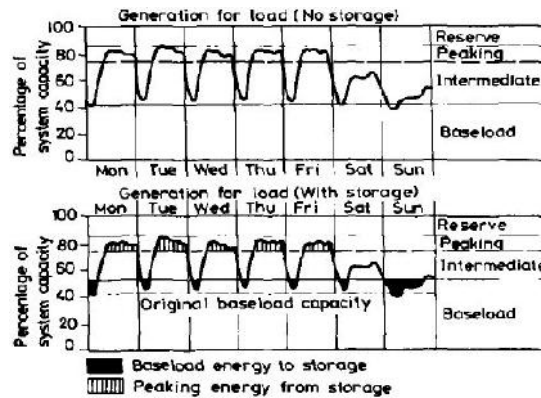 Generation for load (No storage)
Percentage of
system capacity
100
80
60
40
20
0
Reserve
Peaking
Intermediate
Baseload
Mon Tue Wed Thu Fri Sat Sun
Generation for load (With storage)
Mon Tue Wed Thu Fri Sat Sun
Percentage of
system capacity
100
80
60
40
20
0
Reserve
Peaking
Intermediate
Baseload
Original baseload capacity
Baseload energy to storage
Peaking energy from storage